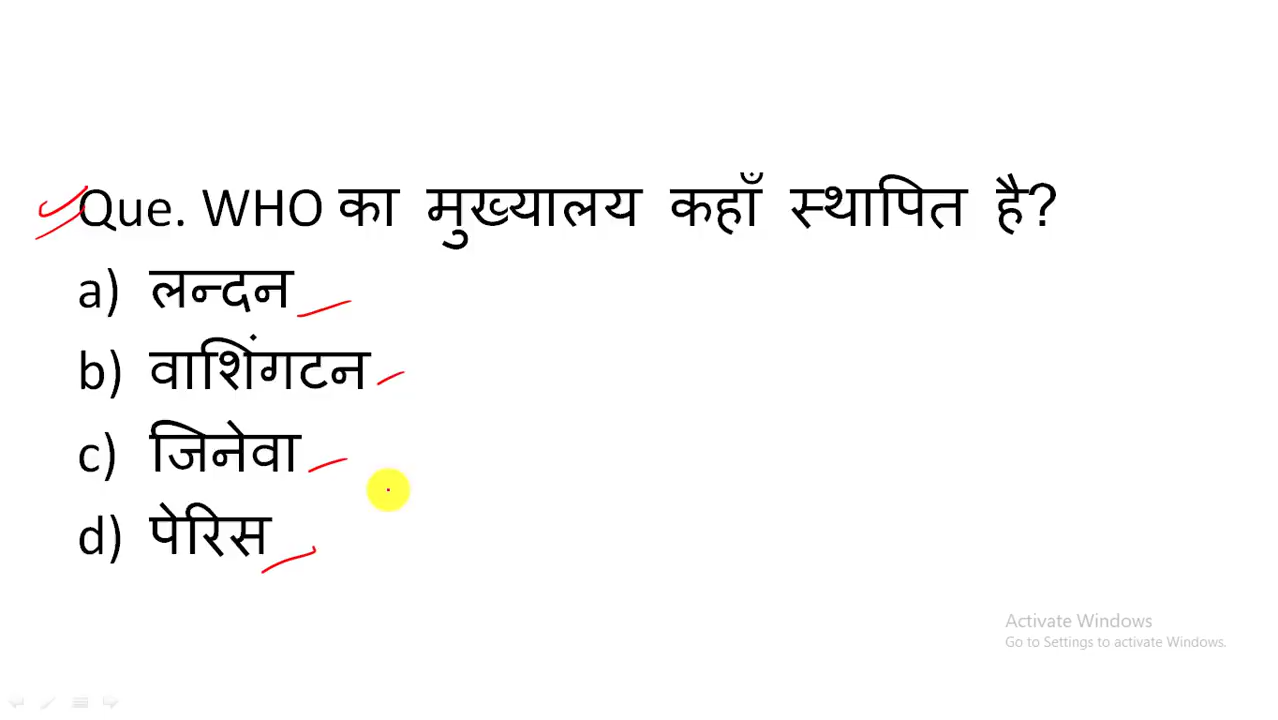 Que. WHO का मुख्यालय कहाँ स्थापित है?
a) लन्दन
b) वाशिंगटन
c) जिनेवा
d) पेरिस
Activate Windows
Go to Settings to activate Windows.